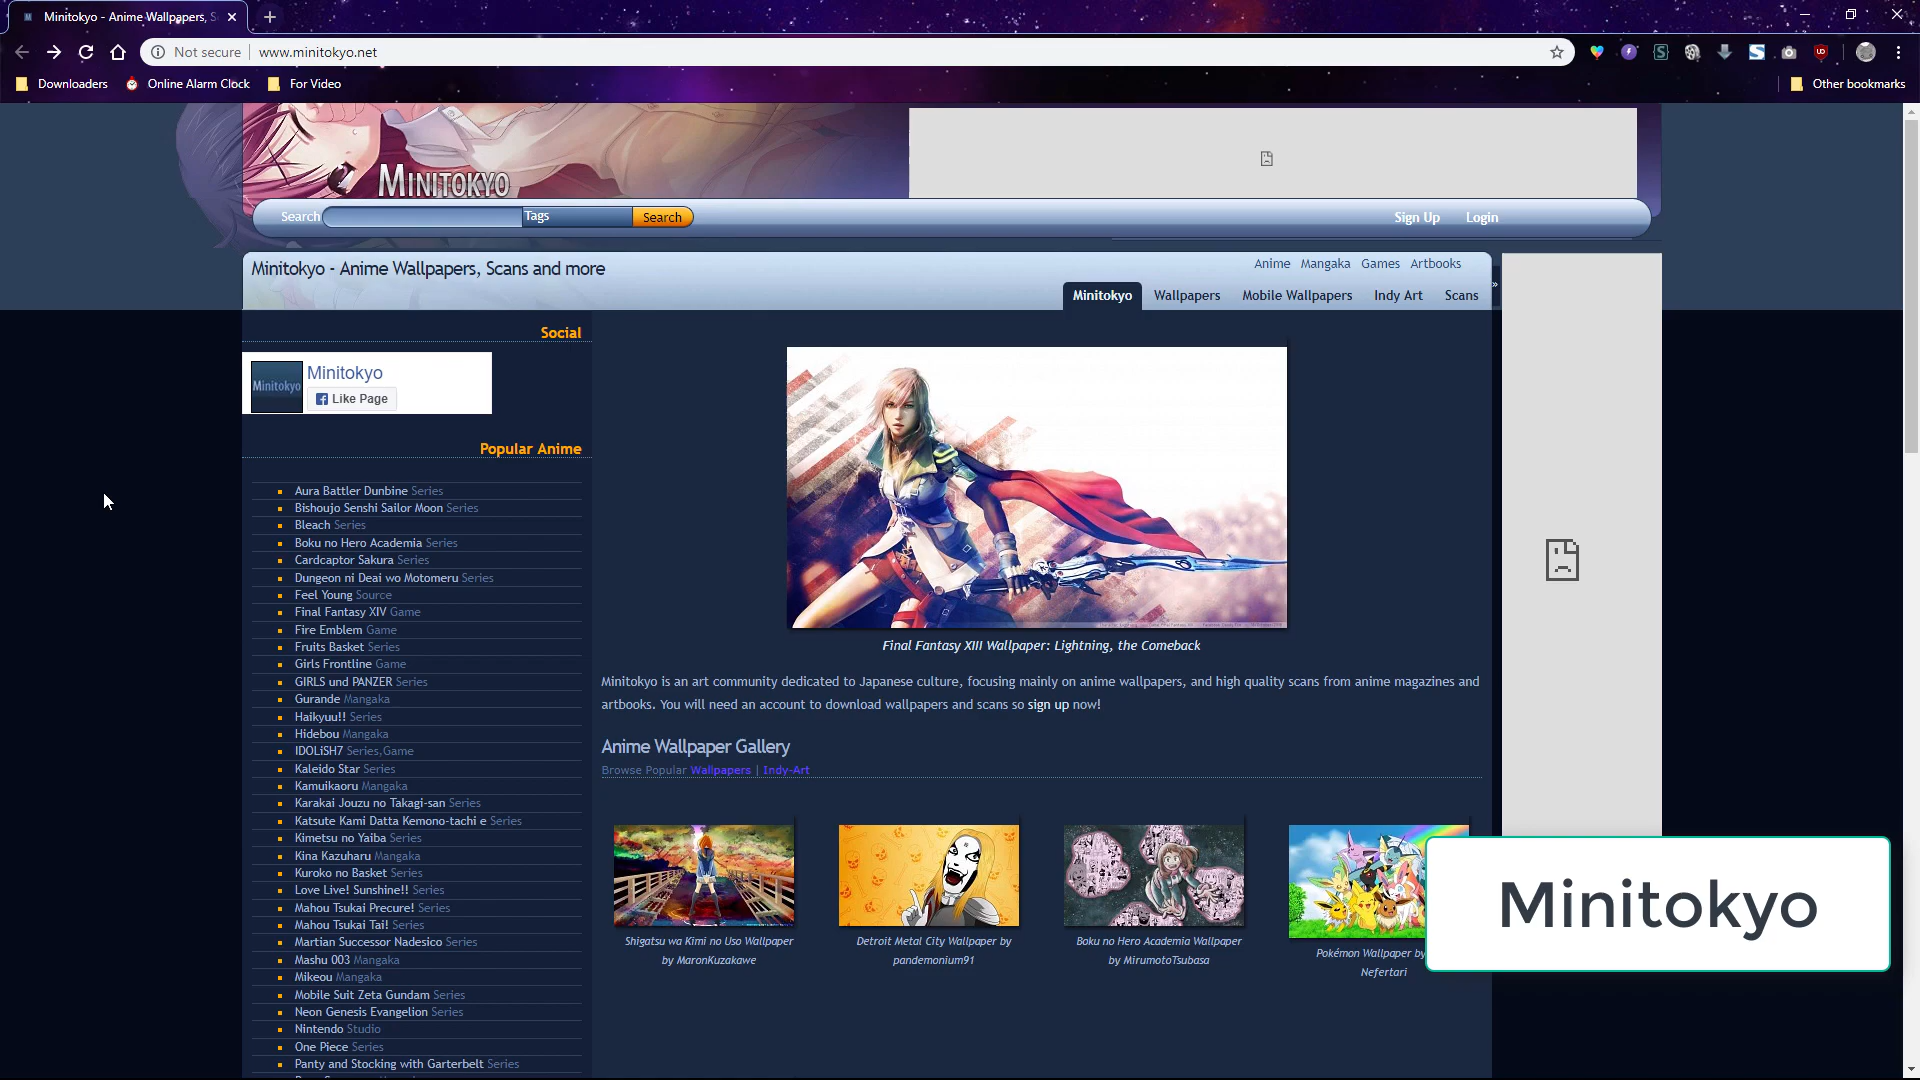 Minitokyo - Anime Wallpapers, S
Not secure
www.minitokyo.net
Downloaders
Online Alarm Clock
For Video
Other bookmarks
MINITOKYO
Search
Tags
Search
Sign Up
Login
Minitokyo - Anime Wallpapers, Scans and more
Anime Mangaka Games Artbooks
Minitokyo Wallpapers Mobile Wallpapers Indy Art Scans »
Social
Minitokyo
Minitokyo
Like Page
Popular Anime
Aura Battler Dunbine Series
Bishoujo Senshi Sailor Moon Series
Bleach Series
Boku no Hero Academia Series
Cardcaptor Sakura Series
Dungeon ni Deai wo Motomeru Series
Feel Young Source
Final Fantasy XIV Game
Fire Emblem Game
Fruits Basket Series
Girls Frontline Game
GIRLS und PANZER Series
Gurande Mangaka
Haikyuu!! Series
Hidebou Mangaka
IDOLiSH7 Series,Game
Kaleido Star Series
Kamuikaoru Mangaka
Karakai Jouzu no Takagi-san Series
Katsute Kami Datta Kemono-tachi e Series
Kimetsu no Yaiba Series
Kina Kazuharu Mangaka
Kuroko no Basket Series
Love Live! Sunshine!! Series
Mahou Tsukai Precure! Series
Mahou Tsukai Tai! Series
Martian Successor Nadesico Series
Mashu 003 Mangaka
Mikeou Mangaka
Mobile Suit Zeta Gundam Series
Neon Genesis Evangelion Series
Nintendo Studio
One Piece Series
Panty and Stocking with Garterbelt Series
Final Fantasy XIII Wallpaper: Lightning, the Comeback
Minitokyo is an art community dedicated to Japanese culture, focusing mainly on anime wallpapers, and high quality scans from anime magazines and
artbooks. You will need an account to download wallpapers and scans so sign up now!
Anime Wallpaper Gallery
Browse Popular Wallpapers | Indy-Art
Shigatsu wa Kimi no Uso Wallpaper
by MaronKuzakawe
Detroit Metal City Wallpaper by
pandemonium91
Boku no Hero Academia Wallpaper
by MirumotoTsubasa
Pokémon Wallpaper by
Nefertari
Minitokyo